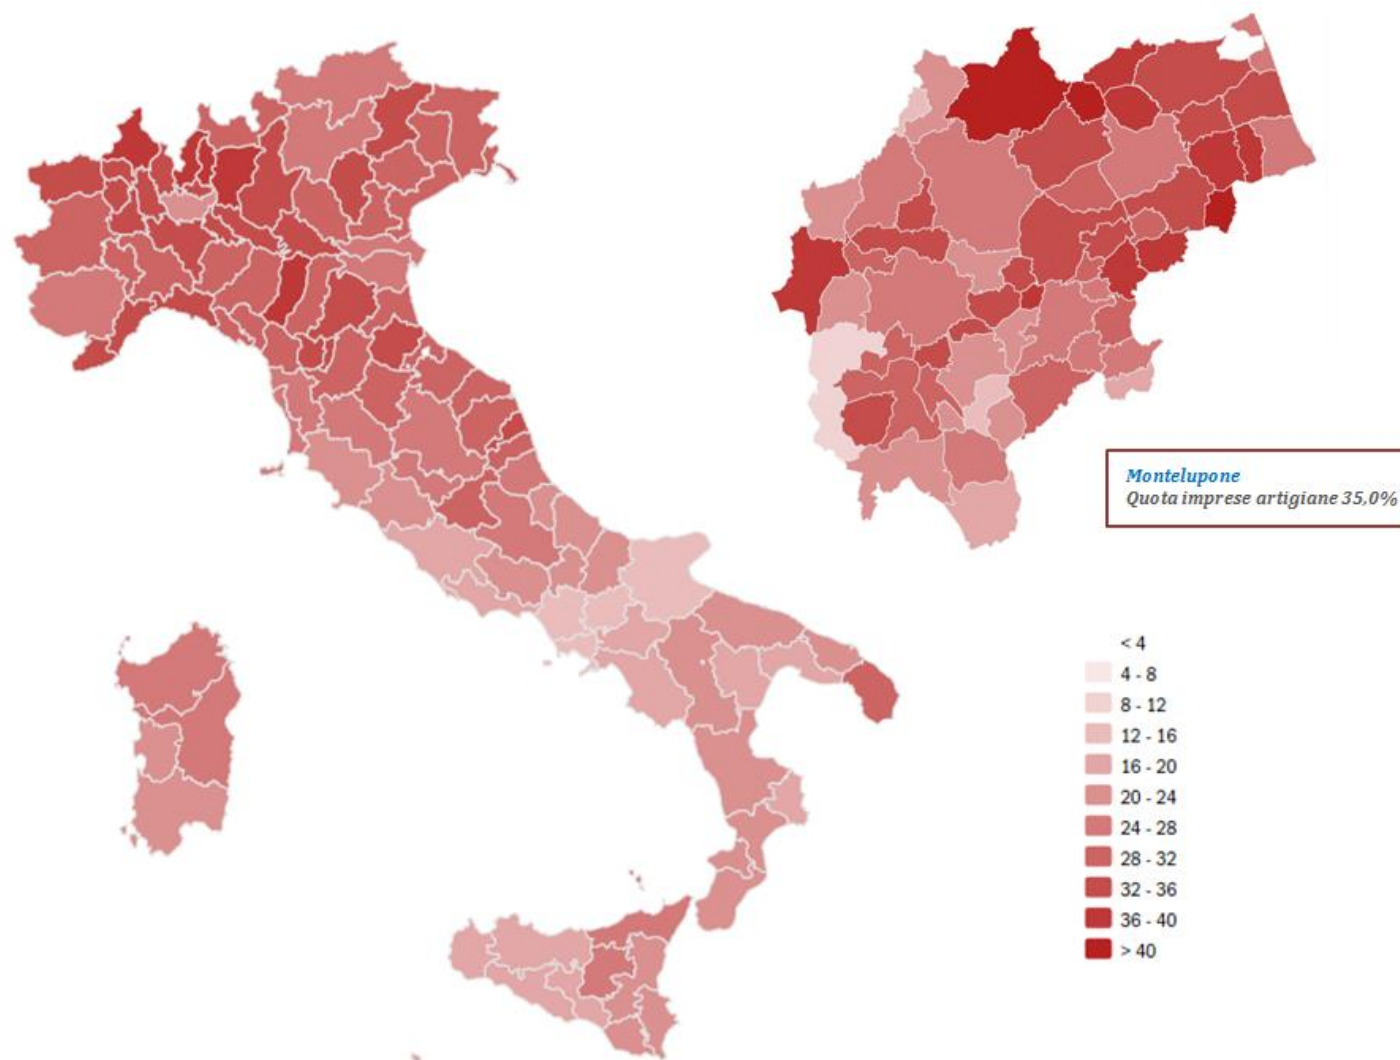 Montelupone
Quota imprese artigiane 35,0%
< 4
4 - 8
8 - 12
12 - 16
16 - 20
20 - 24
24 - 28
28 - 32
32 - 36
36 - 40
> 40